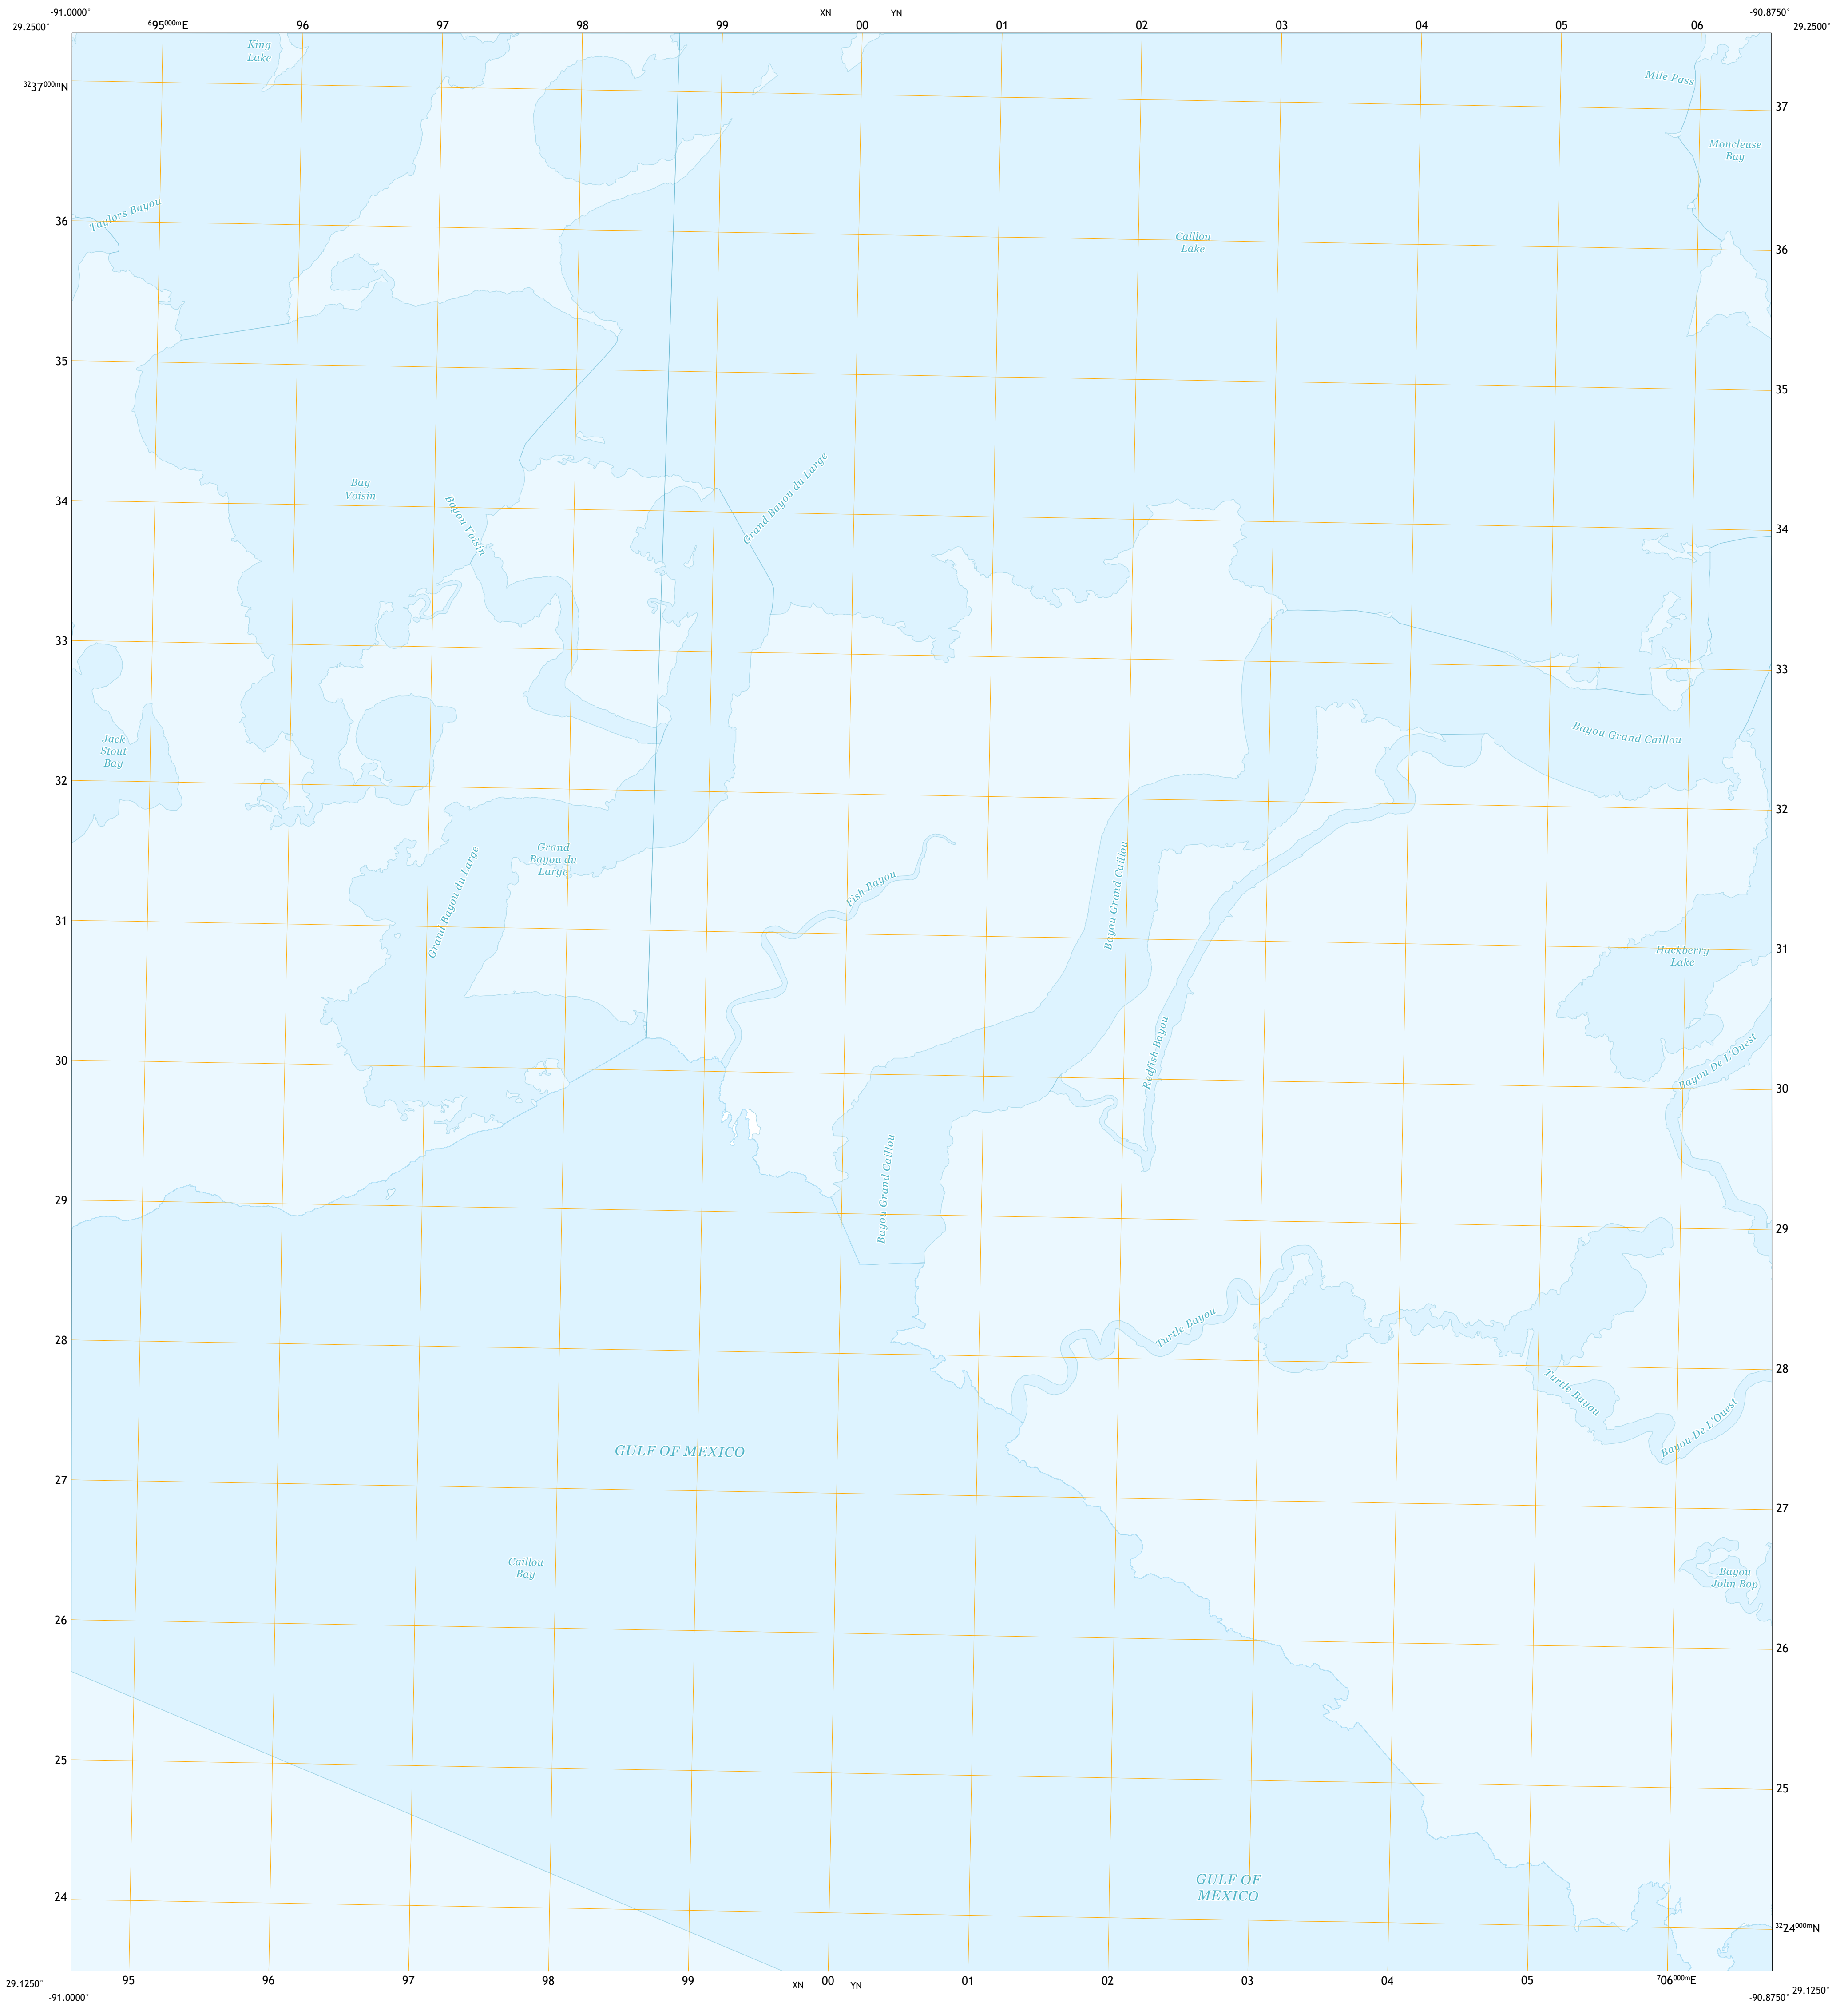 -91.0000°
29.2500°
⁶95⁰⁰⁰ᵐE
96
97
98
99
XN
00
YN
01
02
03
04
05
06
-90.8750°
29.2500°
King
Lake
Mile Pass
³²37⁰⁰⁰ᵐN
37
Moncleuse
Bay
Taylors Bayou
36
Caillou
Lake
36
35
35
Grand Bayou du Large
Bay
Voisin
Bayou Voisin
34
34
33
33
Jack
Stout
Bay
Bayou Grand Caillou
32
32
Grand
Bayou du
Large
Grand Bayou du Large
Fish Bayou
Bayou Grand Caillou
31
31
Hackberry
Lake
Redfish Bayou
Bayou De L'Ouest
30
30
Bayou Grand Caillou
29
29
Turtle Bayou
28
28
Turtle Bayou
Bayou De L'Ouest
GULF OF MEXICO
27
27
Caillou
Bay
Bayou
John Bop
26
26
25
25
GULF OF
MEXICO
24
³²24⁰⁰⁰ᵐN
29.1250°
-91.0000°
95
96
97
98
99
XN
00
YN
01
02
03
04
05
⁷06⁰⁰⁰ᵐE
29.1250°
-90.8750°